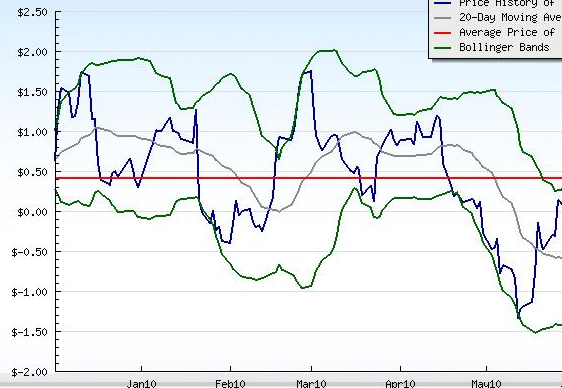 Price History of
20-Day Moving Ave
Average Price of
Bollinger Bands
$2.50
$2.00
$1.50
$1.00
$0.50
$0.00
$-0.50
$-1.00
$-1.50
$-2.00
Jan10
Feb10
Mar10
Apr10
May10